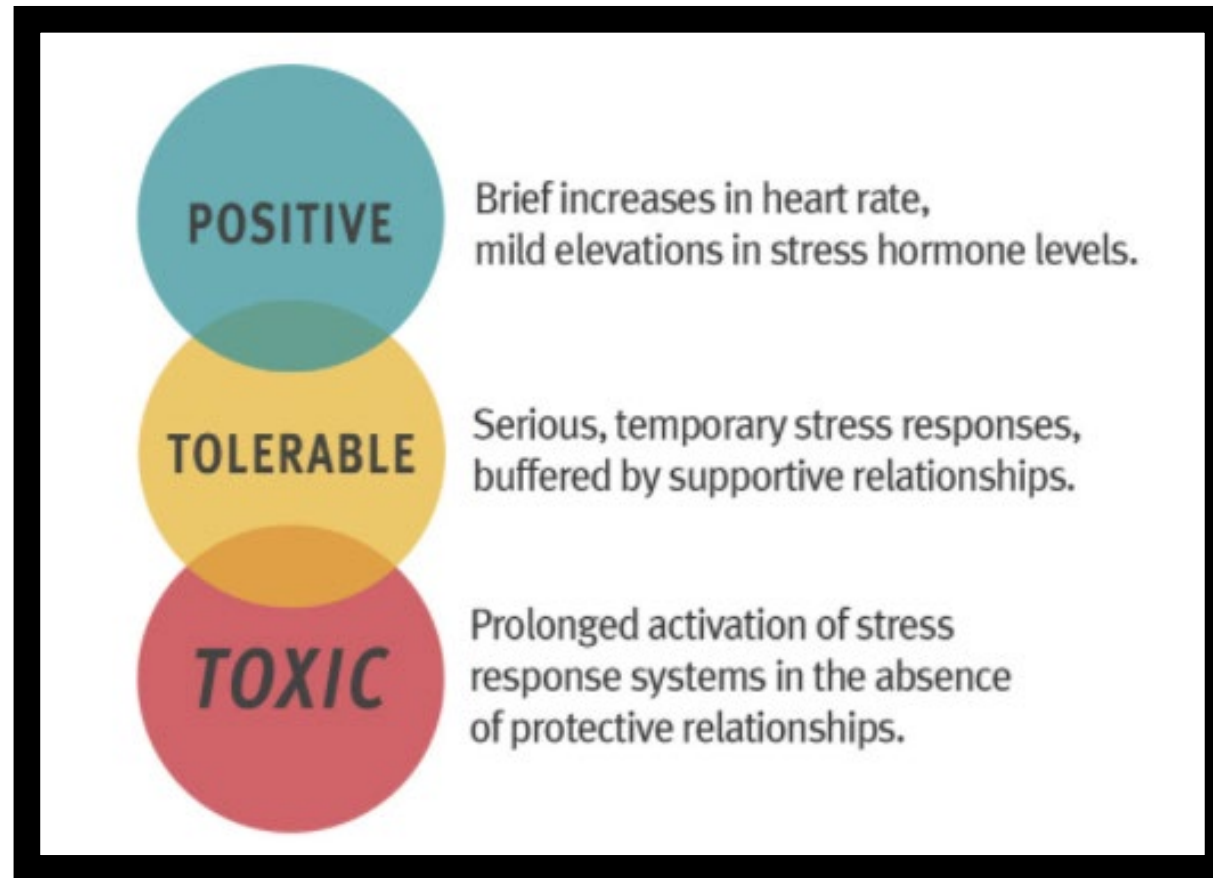 POSITIVE
Brief increases in heart rate,
mild elevations in stress hormone levels.
TOLERABLE
Serious, temporary stress responses,
buffered by supportive relationships.
TOXIC
Prolonged activation of stress
response systems in the absence
of protective relationships.